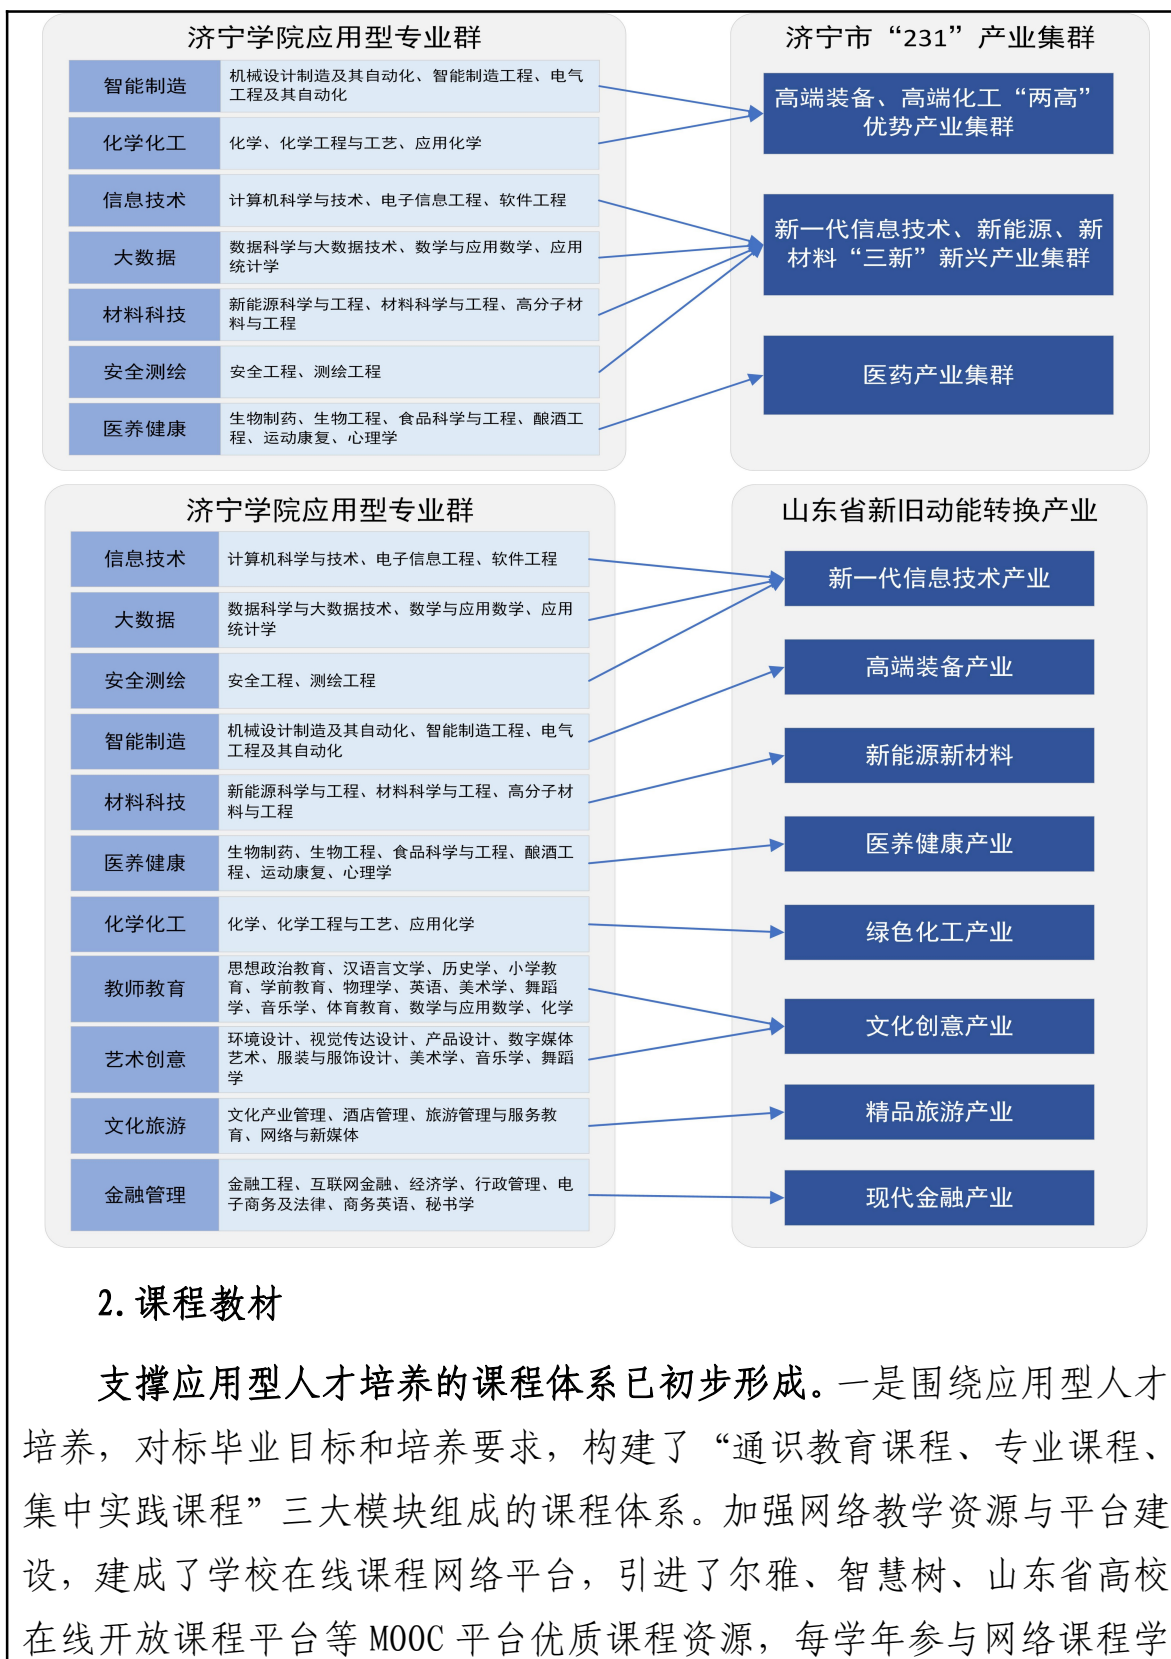 济宁学院应用型专业群
智能制造
机械设计制造及其自动化、智能制造工程、电气
工程及其自动化
化学化工
化学、化学工程与工艺、应用化学
信息技术
计算机科学与技术、电子信息工程、软件工程
大数据
数据科学与大数据技术、数学与应用数学、应用
统计学
材料科技
新能源科学与工程、材料科学与工程、高分子材
料与工程
安全测绘
安全工程、测绘工程
医养健康
生物制药、生物工程、食品科学与工程、酿酒工
程、运动康复、心理学
济宁市“231”产业集群
高端装备、高端化工“两高”
优势产业集群
新一代信息技术、新能源、新
材料“三新”新兴产业集群
医药产业集群
济宁学院应用型专业群
信息技术
计算机科学与技术、电子信息工程、软件工程
大数据
数据科学与大数据技术、数学与应用数学、应用
统计学
安全测绘
安全工程、测绘工程
智能制造
机械设计制造及其自动化、智能制造工程、电气
工程及其自动化
材料科技
新能源科学与工程、材料科学与工程、高分子材
料与工程
医养健康
生物制药、生物工程、食品科学与工程、酿酒工
程、运动康复、心理学
化学化工
化学、化学工程与工艺、应用化学
教师教育
思想政治教育、汉语言文学、历史学、小学教
育、学前教育、物理学、英语、美术学、舞蹈
学、音乐学、体育教育、数学与应用数学、化学
艺术创意
环境设计、视觉传达设计、产品设计、数字媒体
艺术、服装与服饰设计、美术学、音乐学、舞蹈
学
文化旅游
文化产业管理、酒店管理、旅游管理与服务教
育、网络与新媒体
金融管理
金融工程、互联网金融、经济学、行政管理、电
子商务及法律、商务英语、秘书学
山东省新旧动能转换产业
新一代信息技术产业
高端装备产业
新能源新材料
医养健康产业
绿色化工产业
文化创意产业
精品旅游产业
现代金融产业
2.课程教材
支撑应用型人才培养的课程体系已初步形成。一是围绕应用型人才
培养，对标毕业目标和培养要求，构建了“通识教育课程、专业课程、
集中实践课程”三大模块组成的课程体系。加强网络教学资源与平台建
设，建成了学校在线课程网络平台，引进了尔雅、智慧树、山东省高校
在线开放课程平台等 MOOC 平台优质课程资源，每学年参与网络课程学